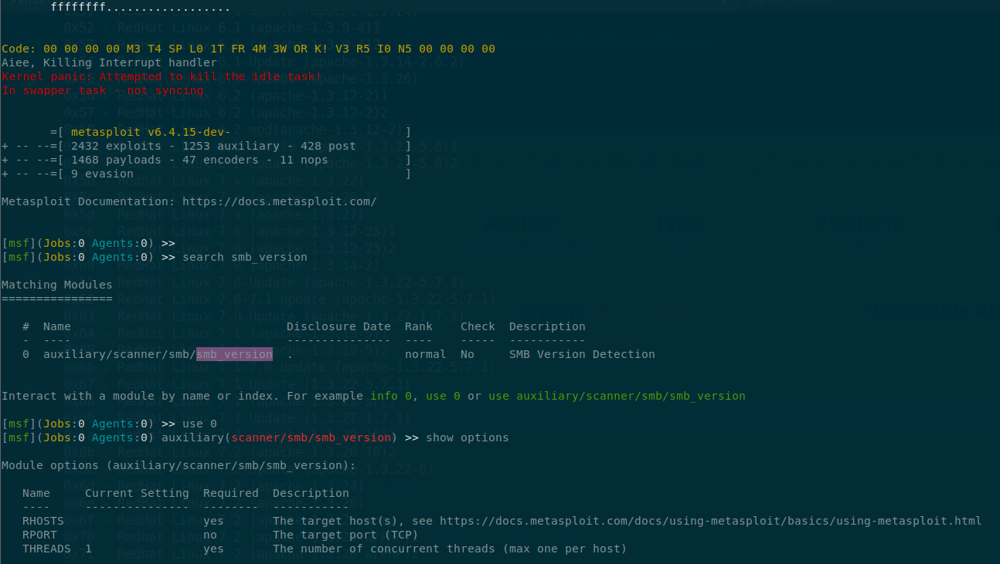 ffffffff..................
Code: 00 00 00 00 M3 T4 SP L0 1T FR 4M 3W OR K! V3 R5 I0 N5 00 00 00 00
Aiee, Killing Interrupt handler
Kernel panic: Attempted to kill the idle task!
In swapper task - not syncing
=[ metasploit v6.4.15-dev- ]
+ -- --=[ 2432 exploits - 1253 auxiliary - 428 post ]
+ -- --=[ 1468 payloads - 47 encoders - 11 nops ]
+ -- --=[ 9 evasion ]
Metasploit Documentation: https://docs.metasploit.com/
[msf](Jobs:0 Agents:0) >>
[msf](Jobs:0 Agents:0) >> search smb_version
Matching Modules
================
# Name Disclosure Date Rank Check Description
- ---- --------------- ---- ----- -----------
0 auxiliary/scanner/smb/smb_version . normal No SMB Version Detection
Interact with a module by name or index. For example info 0, use 0 or use auxiliary/scanner/smb/smb_version
[msf](Jobs:0 Agents:0) >> use 0
[msf](Jobs:0 Agents:0) auxiliary(scanner/smb/smb_version) >> show options
Module options (auxiliary/scanner/smb/smb_version):
Name Current Setting Required Description
---- --------------- -------- -----------
RHOSTS yes The target host(s), see https://docs.metasploit.com/docs/using-metasploit/basics/using-metasploit.html
RPORT no The target port (TCP)
THREADS 1 yes The number of concurrent threads (max one per host)